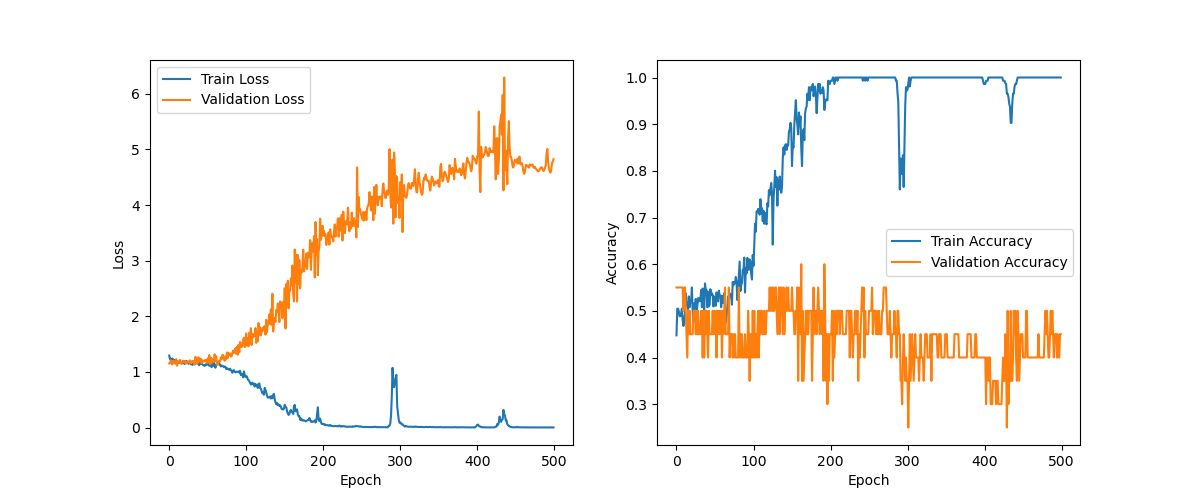 Train Loss
Validation Loss
6
5
4
3
2
1
0
Loss
0 100 200 300 400 500
Epoch
1.0
0.9
0.8
0.7
0.6
0.5
0.4
0.3
Accuracy
Train Accuracy
Validation Accuracy
0 100 200 300 400 500
Epoch